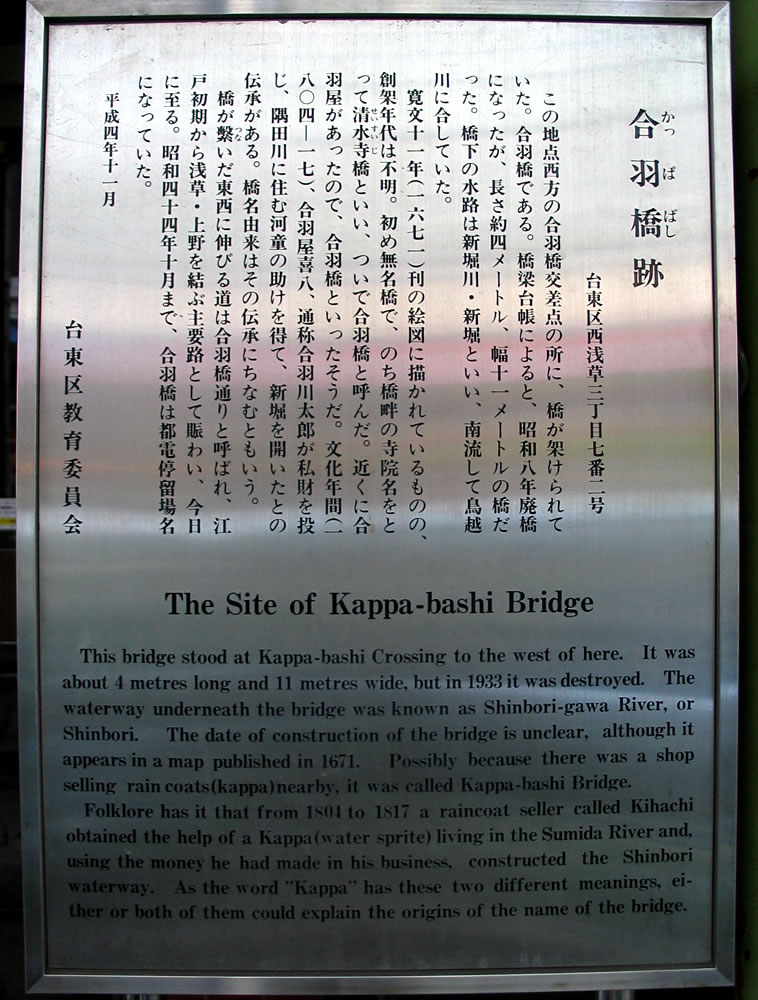 合羽橋跡
かっぱばし
台東区西浅草三丁目七番二号
この地点西方の合羽橋交差点の所に、橋が架けられて
いた。合羽橋である。橋梁台帳によると、昭和八年廃橋
になったが、長さ約四メートル、幅十一メートルの橋だ
った。橋下の水路は新堀川・新堀といい、南流して鳥越
川に合していた。
寛文十一年(一六七一)刊の絵図に描かれているものの、
創架年代は不明。初め無名橋で、のち橋畔の寺院名をと
って清水寺橋といい、ついで合羽橋と呼んだ。近くに合
せいすいじ
羽屋があったので、合羽橋といったそうだ。文化年間(一
八〇四―一七)、合羽屋喜八、通称合羽川太郎が私財を投
じ、隅田川に住む河童の助けを得て、新堀を開いたとの
伝承がある。橋名由来はその伝承にちなむともいう。
橋が繫いだ東西に伸びる道は合羽橋通りと呼ばれ、江
つな
戸初期から浅草・上野を結ぶ主要路として賑わい、今日
に至る。昭和四十四年十月まで、合羽橋は都電停留場名
になっていた。
平成四年十一月
台東区教育委員会
The Site of Kappa-bashi Bridge
This bridge stood at Kappa-bashi Crossing to the west of here. It was
about 4 metres long and 11 metres wide, but in 1933 it was destroyed. The
waterway underneath the bridge was known as Shinbori-gawa River, or
Shinbori. The date of construction of the bridge is unclear, although it
appears in a map published in 1671. Possibly because there was a shop
selling rain coats(kappa)nearby, it was called Kappa-bashi Bridge.
Folklore has it that from 1804 to 1817 a raincoat seller called Kihachi
obtained the help of a Kappa(water sprite) living in the Sumida River and,
using the money he had made in his business, constructed the Shinbori
waterway. As the word "Kappa" has these two different meanings, ei-
ther or both of them could explain the origins of the name of the bridge.